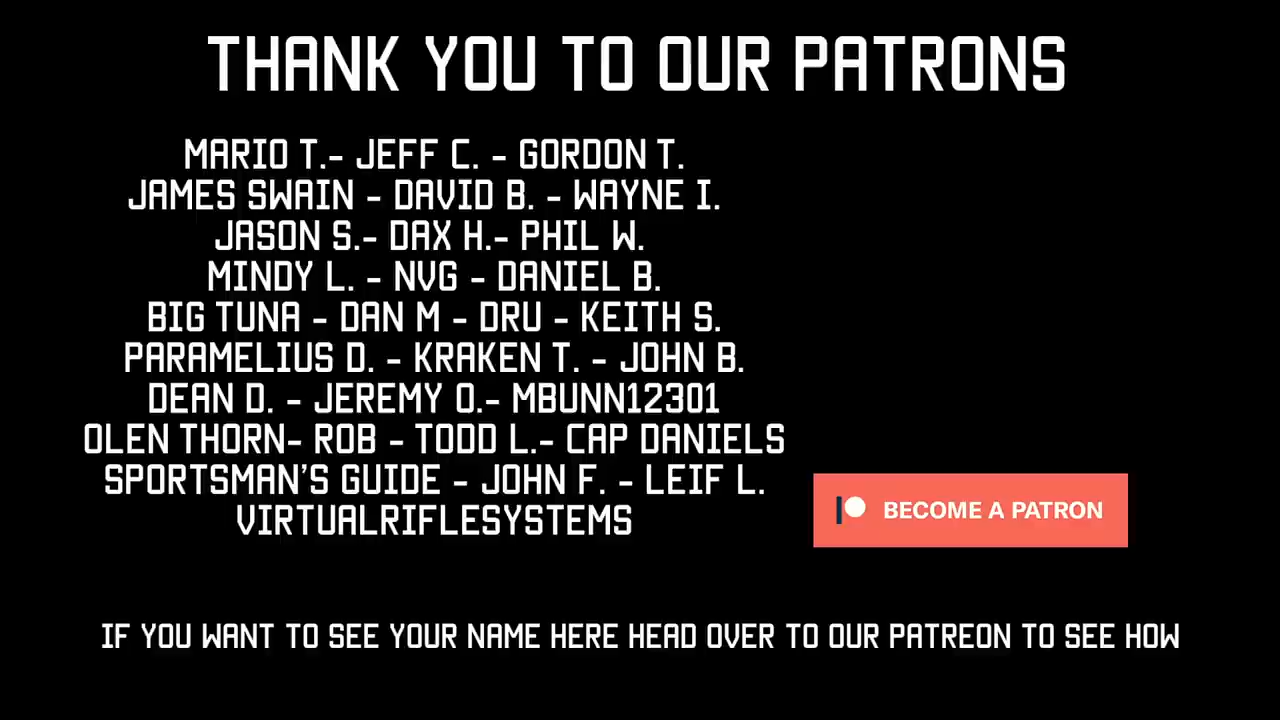 THANK YOU TO OUR PATRONS
MARIO T.- JEFF C. - GORDON T.
JAMES SWAIN - DAVID B. - WAYNE I.
JASON S.- DAX H.- PHIL W.
MINDY L. - NVG - DANIEL B.
BIG TUNA - DAN M - DRU - KEITH S.
PARAMELIUS D. - KRAKEN T. - JOHN B.
DEAN D. - JEREMY O.- MBUNN12301
OLEN THORN- ROB - TODD L.- CAP DANIELS
SPORTSMAN'S GUIDE - JOHN F. - LEIF L.
VIRTUALRIFLESYSTEMS
BECOME A PATRON
IF YOU WANT TO SEE YOUR NAME HERE HEAD OVER TO OUR PATREON TO SEE HOW